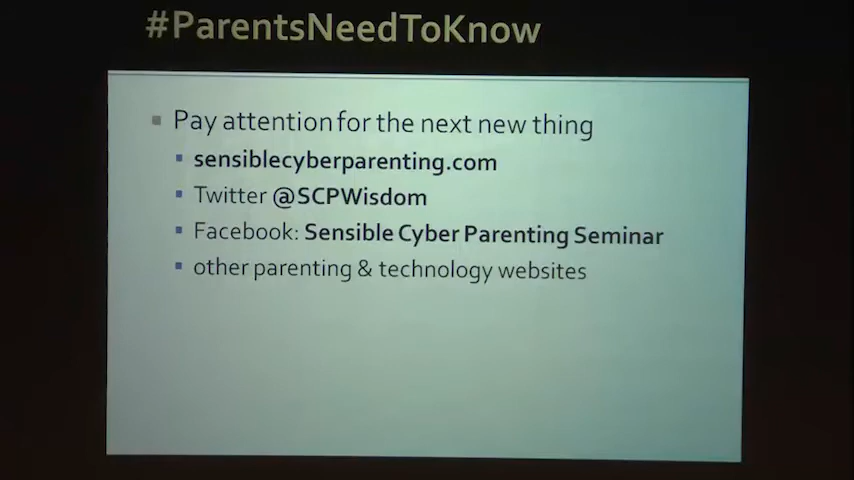 #ParentsNeedToKnow
Pay attention for the next new thing
sensiblecyberparenting.com
Twitter @SCPWisdom
Facebook: Sensible Cyber Parenting Seminar
other parenting & technology websites